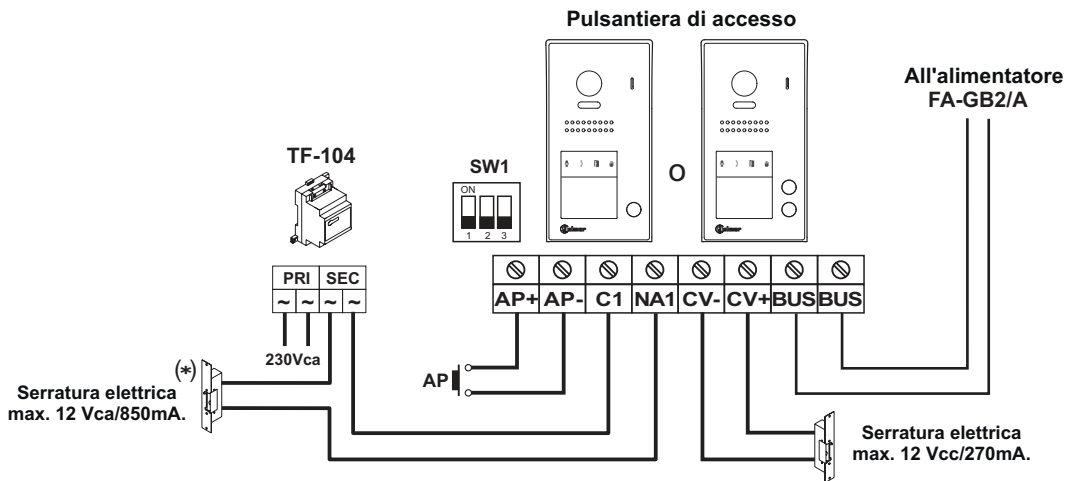 Pulsantiera di accesso
All'alimentatore
FA-GB2/A
TF-104
SW1
ON
1 2 3
O
PRI SEC
~ ~ ~ ~
230Vca
AP+ AP- C1 NA1 CV- CV+ BUS BUS
(*)
Serratura elettrica
max. 12 Vca/850mA.
AP
Serratura elettrica
max. 12 Vcc/270mA.